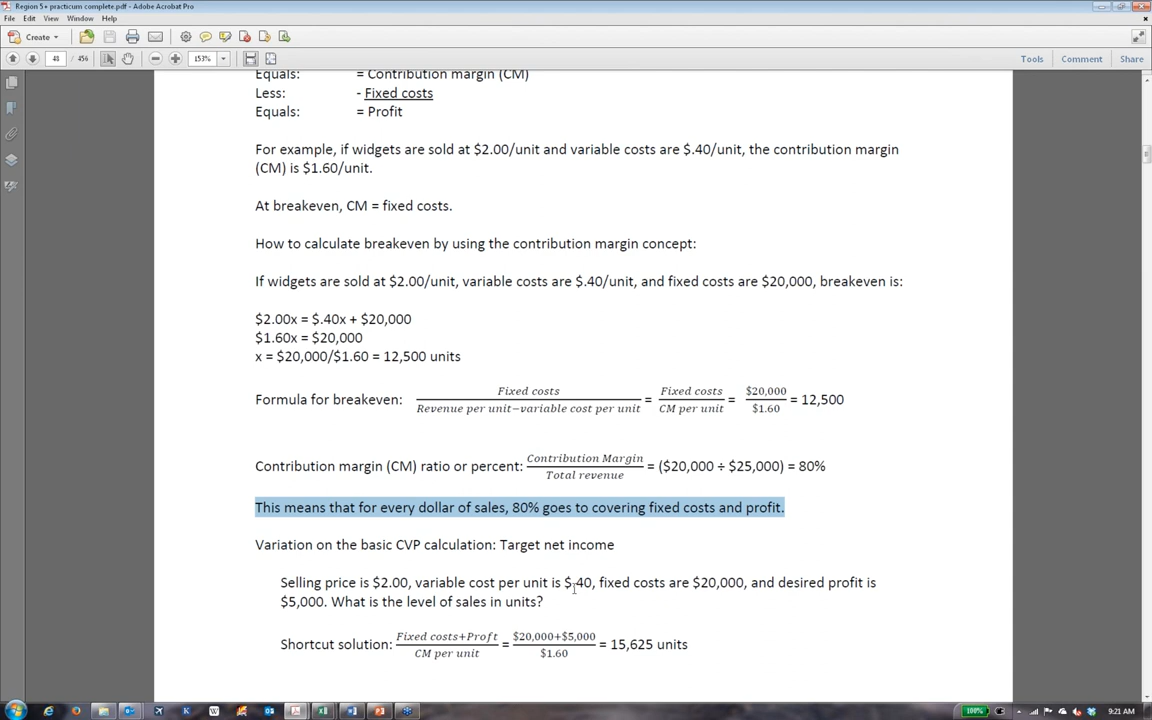 Region 5+ practicum complete.pdf - Adobe Acrobat Pro
File Edit View Window Help
Create
41 / 456 153% Tools Comment Share
Equals: = Contribution margin (CM)
Less: - Fixed costs
Equals: = Profit
For example, if widgets are sold at $2.00/unit and variable costs are $.40/unit, the contribution margin
(CM) is $1.60/unit.
At breakeven, CM = fixed costs.
How to calculate breakeven by using the contribution margin concept:
If widgets are sold at $2.00/unit, variable costs are $.40/unit, and fixed costs are $20,000, breakeven is:
$2.00x = $.40x + $20,000
$1.60x = $20,000
x = $20,000/$1.60 = 12,500 units
Formula for breakeven: Fixed costs / Revenue per unit−variable cost per unit = Fixed costs / CM per unit = $20,000 / $1.60 = 12,500
Contribution margin (CM) ratio or percent: Contribution Margin / Total revenue = ($20,000 ÷ $25,000) = 80%
This means that for every dollar of sales, 80% goes to covering fixed costs and profit.
Variation on the basic CVP calculation: Target net income
Selling price is $2.00, variable cost per unit is $.40, fixed costs are $20,000, and desired profit is
$5,000. What is the level of sales in units?
Shortcut solution: Fixed costs+Proft / CM per unit = $20,000+$5,000 / $1.60 = 15,625 units
100% 9:21 AM